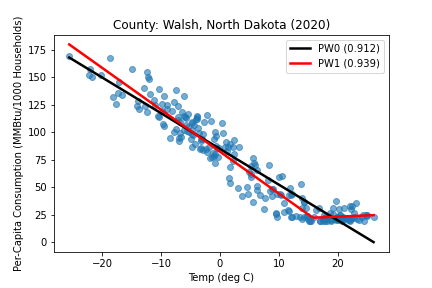 County: Walsh, North Dakota (2020)
PW0 (0.912)
PW1 (0.939)
Per-Capita Consumption (MMBtu/1000 Households)
175
150
125
100
75
50
25
0
−20 −10 0 10 20
Temp (deg C)